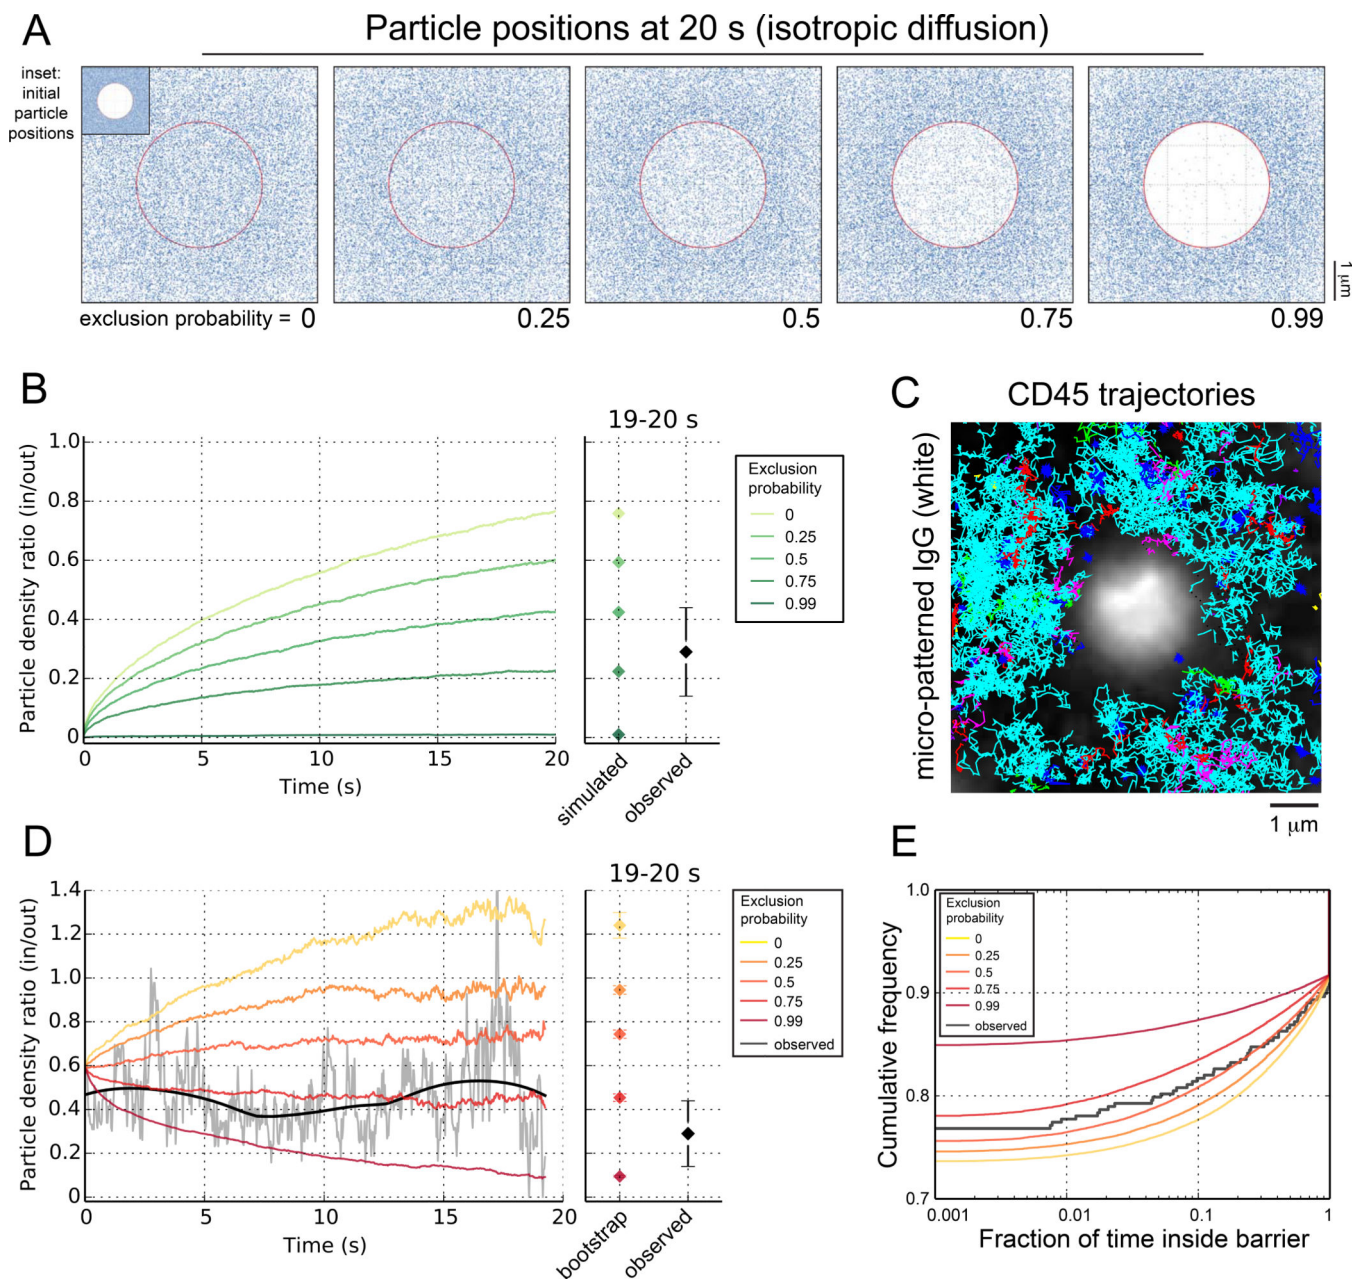 A
Particle positions at 20 s (isotropic diffusion)
inset:
initial
particle
positions
1 μm
exclusion probability = 0
0.25
0.5
0.75
0.99
B
19-20 s
Particle density ratio (in/out)
1.0
0.8
0.6
0.4
0.2
0
0
5
10
15
20
Time (s)
simulated
observed
Exclusion
probability
0
0.25
0.5
0.75
0.99
C
CD45 trajectories
micro-patterned IgG (white)
1 μm
D
19-20 s
Particle density ratio (in/out)
1.4
1.2
1.0
0.8
0.6
0.4
0.2
0
0
5
10
15
20
Time (s)
bootstrap
observed
Exclusion
probability
0
0.25
0.5
0.75
0.99
observed
E
Cumulative frequency
1.0
0.9
0.8
0.7
Exclusion
probability
0
0.25
0.5
0.75
0.99
observed
0.001
0.01
0.1
1
Fraction of time inside barrier